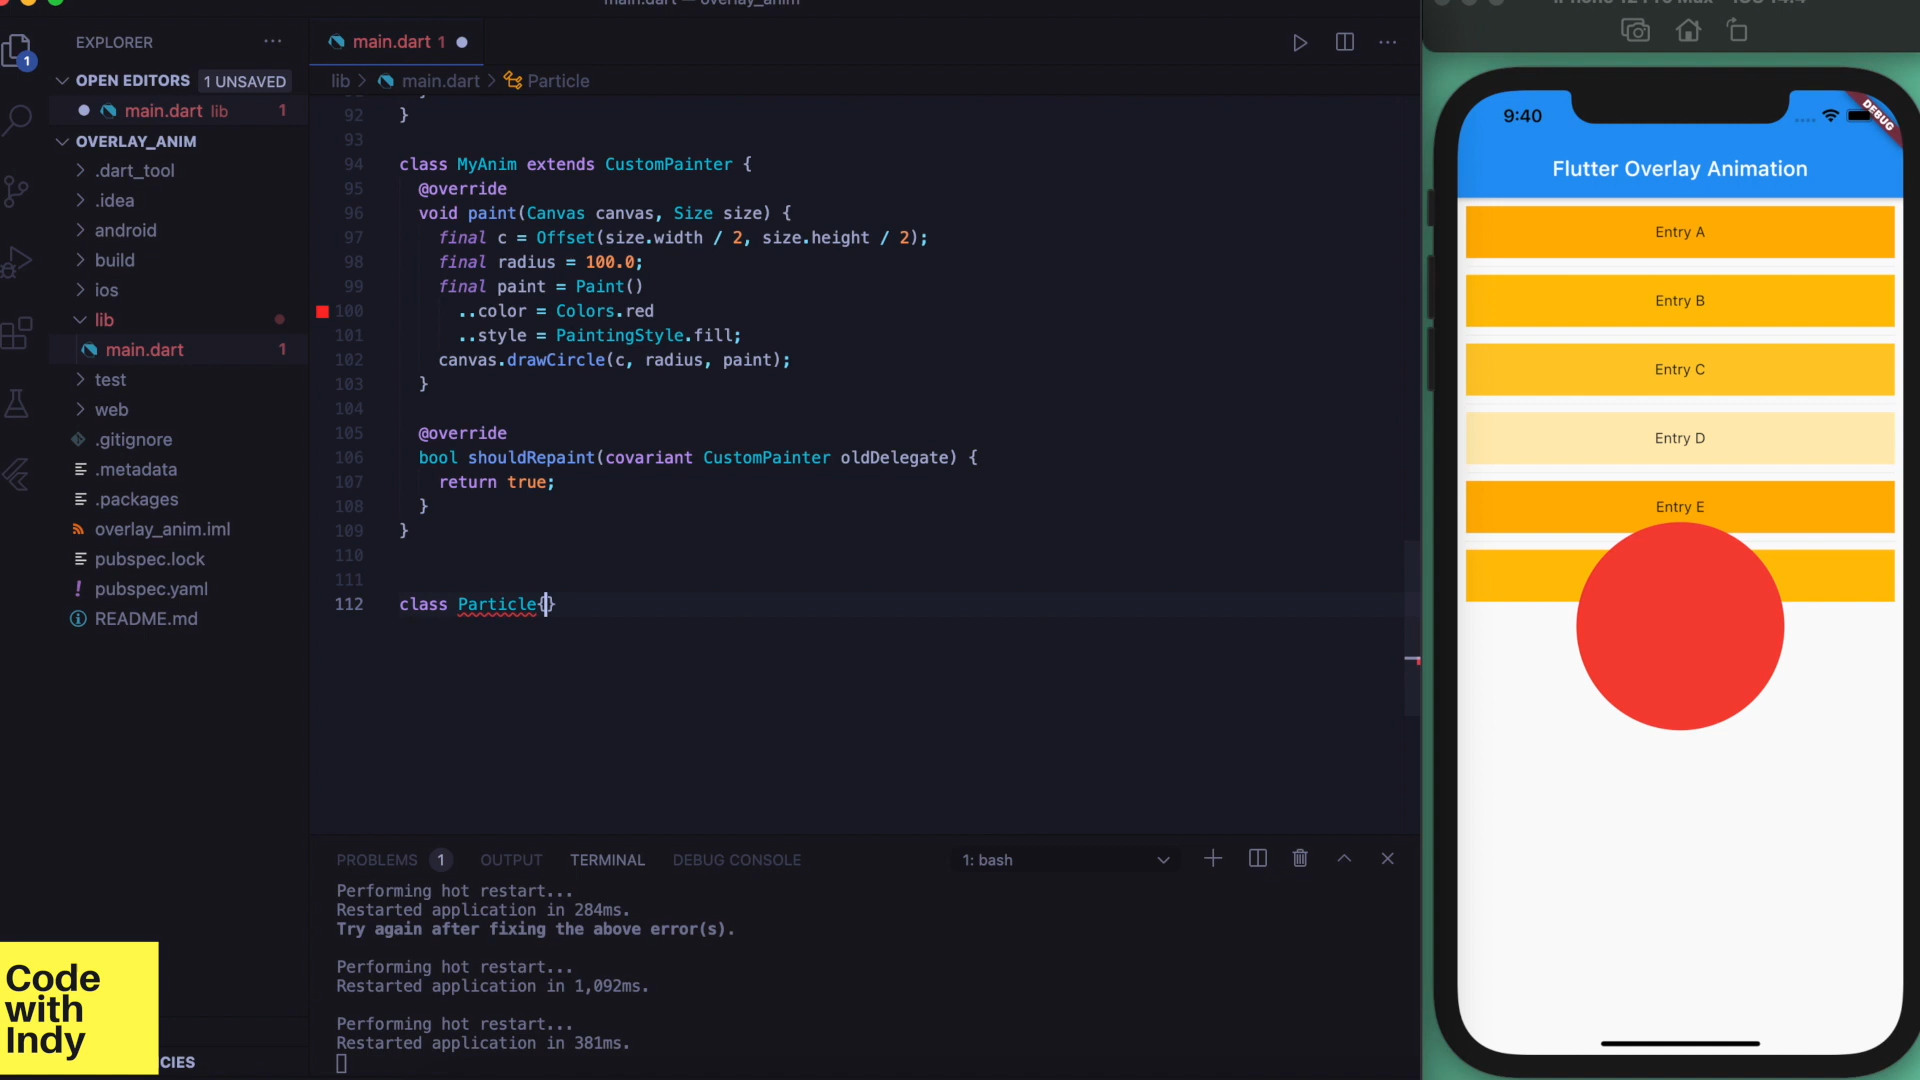 main.dart — overlay_anim
EXPLORER
1
OPEN EDITORS 1 UNSAVED
main.dart lib 1
OVERLAY_ANIM
.dart_tool
.idea
android
build
ios
lib
main.dart 1
test
web
.gitignore
.metadata
.packages
overlay_anim.iml
pubspec.lock
pubspec.yaml
README.md
CIES
Code
with
Indy
main.dart 1
lib > main.dart > Particle
92 }
93
94 class MyAnim extends CustomPainter {
95 @override
96 void paint(Canvas canvas, Size size) {
97 final c = Offset(size.width / 2, size.height / 2);
98 final radius = 100.0;
99 final paint = Paint()
100 ..color = Colors.red
101 ..style = PaintingStyle.fill;
102 canvas.drawCircle(c, radius, paint);
103 }
104
105 @override
106 bool shouldRepaint(covariant CustomPainter oldDelegate) {
107 return true;
108 }
109 }
110
111
112 class Particle{}
PROBLEMS 1 OUTPUT TERMINAL DEBUG CONSOLE 1: bash
Performing hot restart...
Restarted application in 284ms.
Try again after fixing the above error(s).
Performing hot restart...
Restarted application in 1,092ms.
Performing hot restart...
Restarted application in 381ms.
9:40
DEBUG
Flutter Overlay Animation
Entry A
Entry B
Entry C
Entry D
Entry E